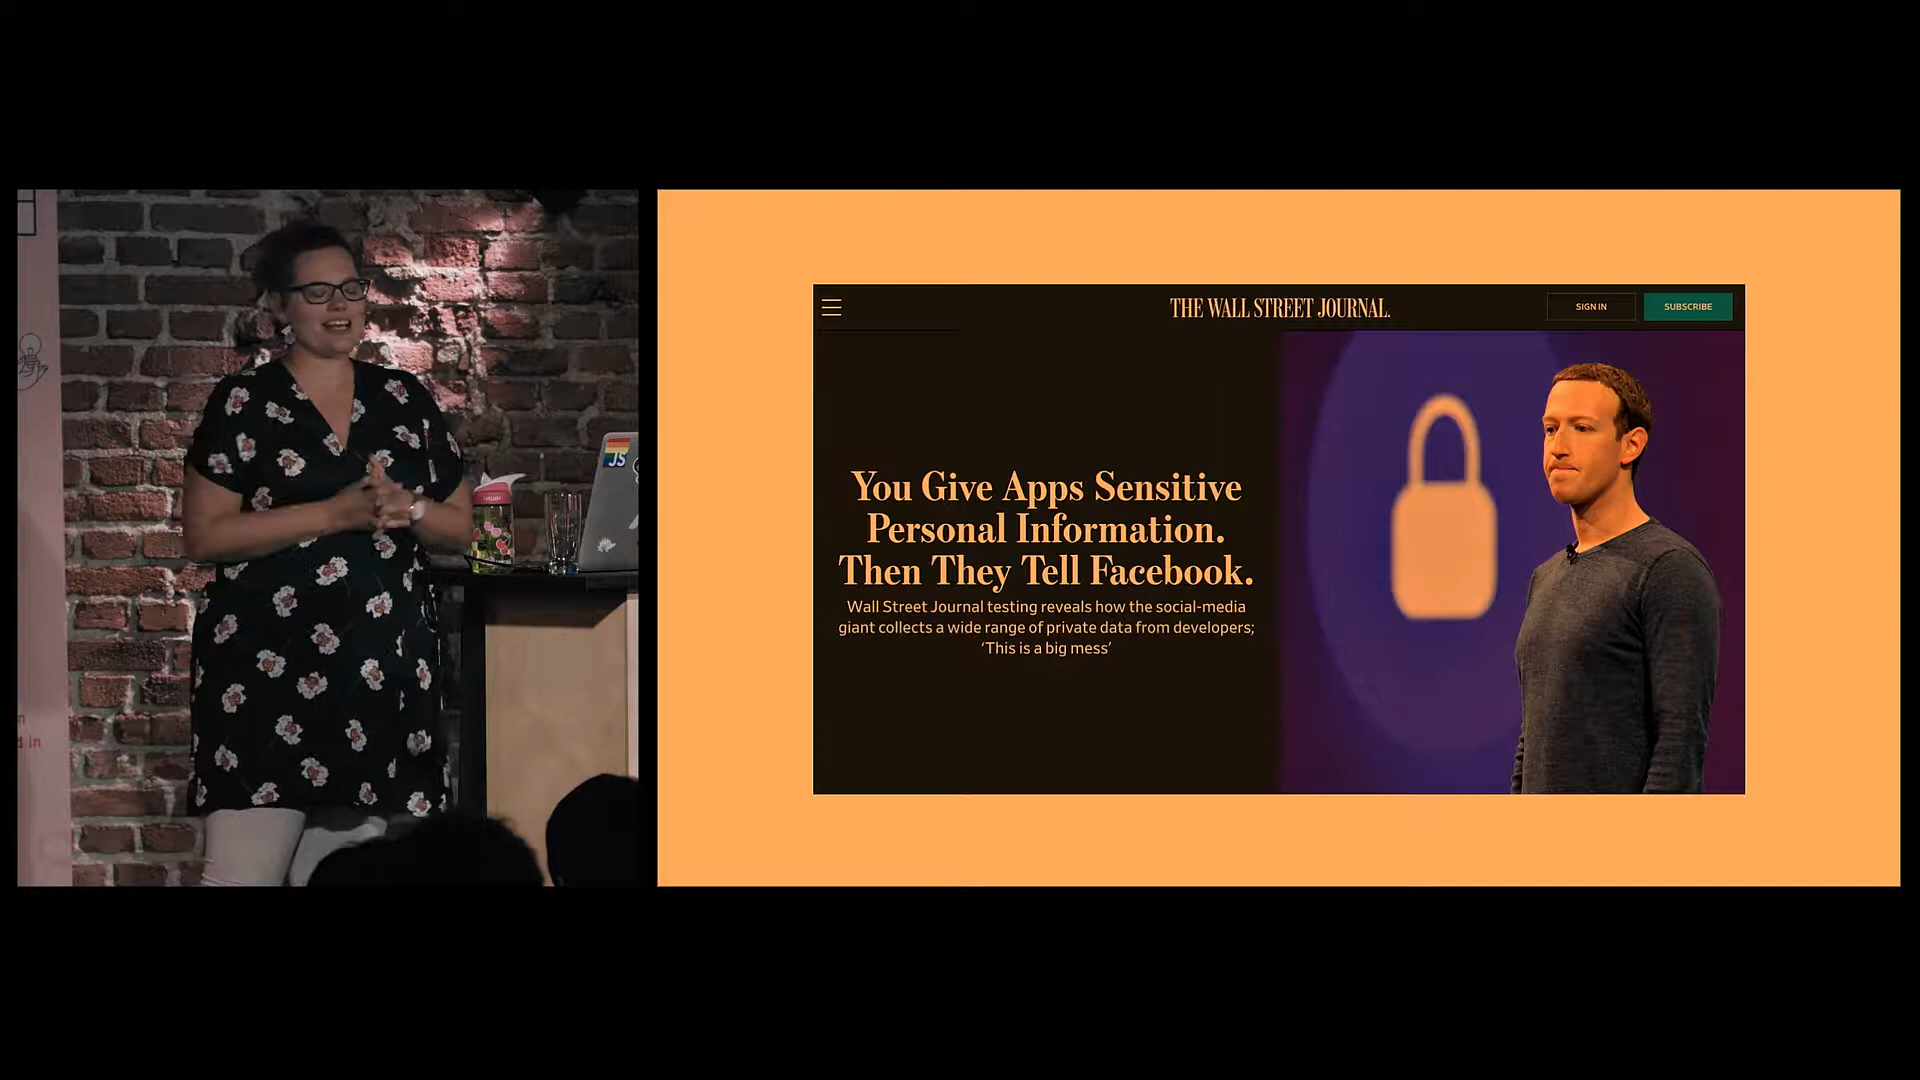 JS
THE WALL STREET JOURNAL.
SIGN IN
SUBSCRIBE
You Give Apps Sensitive
Personal Information.
Then They Tell Facebook.
Wall Street Journal testing reveals how the social-media
giant collects a wide range of private data from developers;
‘This is a big mess’
in